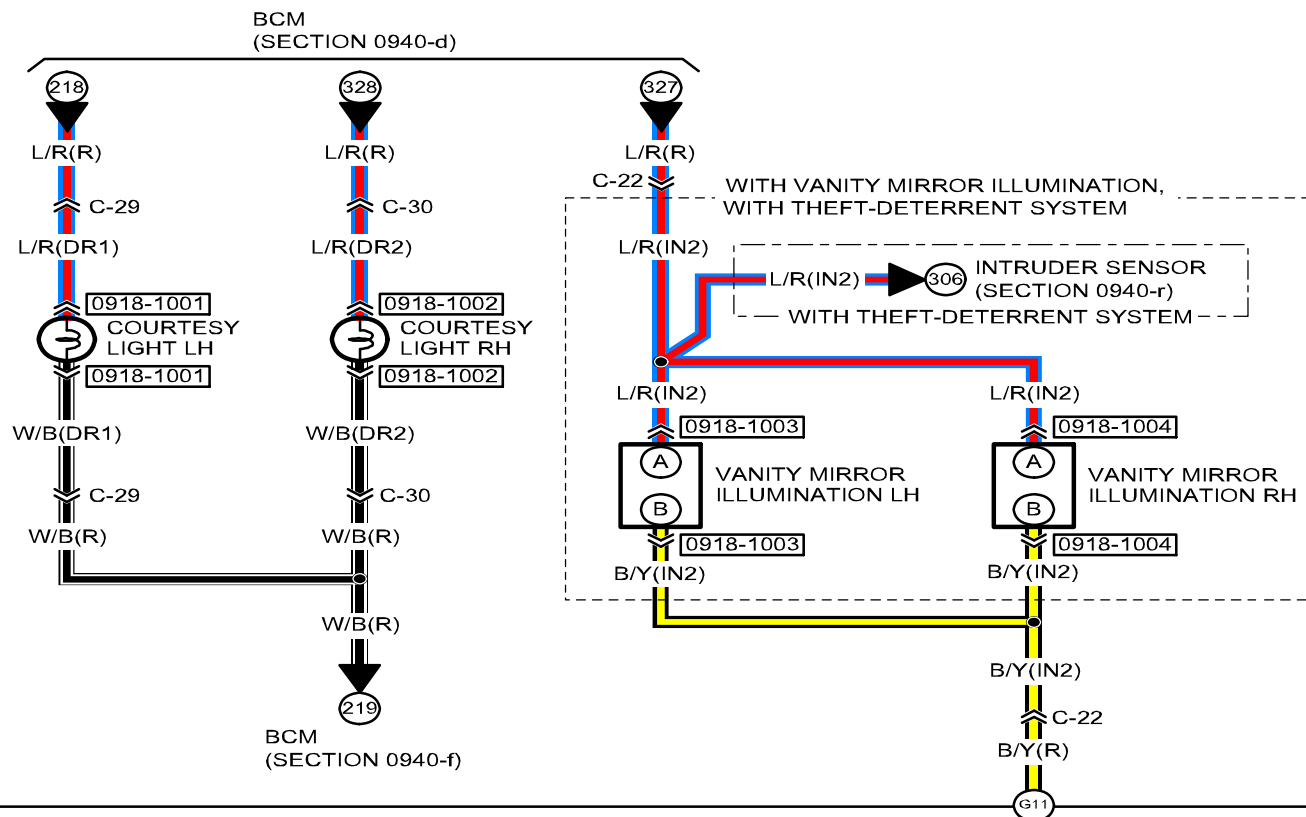 BCM
(SECTION 0940-d)
218
328
327
L/R(R)
L/R(R)
L/R(R)
C-22
WITH VANITY MIRROR ILLUMINATION,
WITH THEFT-DETERRENT SYSTEM
C-29
C-30
L/R(DR1)
L/R(DR2)
L/R(IN2)
L/R(IN2)
306
INTRUDER SENSOR
(SECTION 0940-r)
WITH THEFT-DETERRENT SYSTEM
0918-1001
COURTESY
LIGHT LH
0918-1001
0918-1002
COURTESY
LIGHT RH
0918-1002
L/R(IN2)
L/R(IN2)
0918-1003
0918-1004
W/B(DR1)
W/B(DR2)
A
B
VANITY MIRROR
ILLUMINATION LH
A
B
VANITY MIRROR
ILLUMINATION RH
C-29
C-30
W/B(R)
W/B(R)
0918-1003
0918-1004
B/Y(IN2)
B/Y(IN2)
W/B(R)
219
BCM
(SECTION 0940-f)
B/Y(IN2)
C-22
B/Y(R)
G11